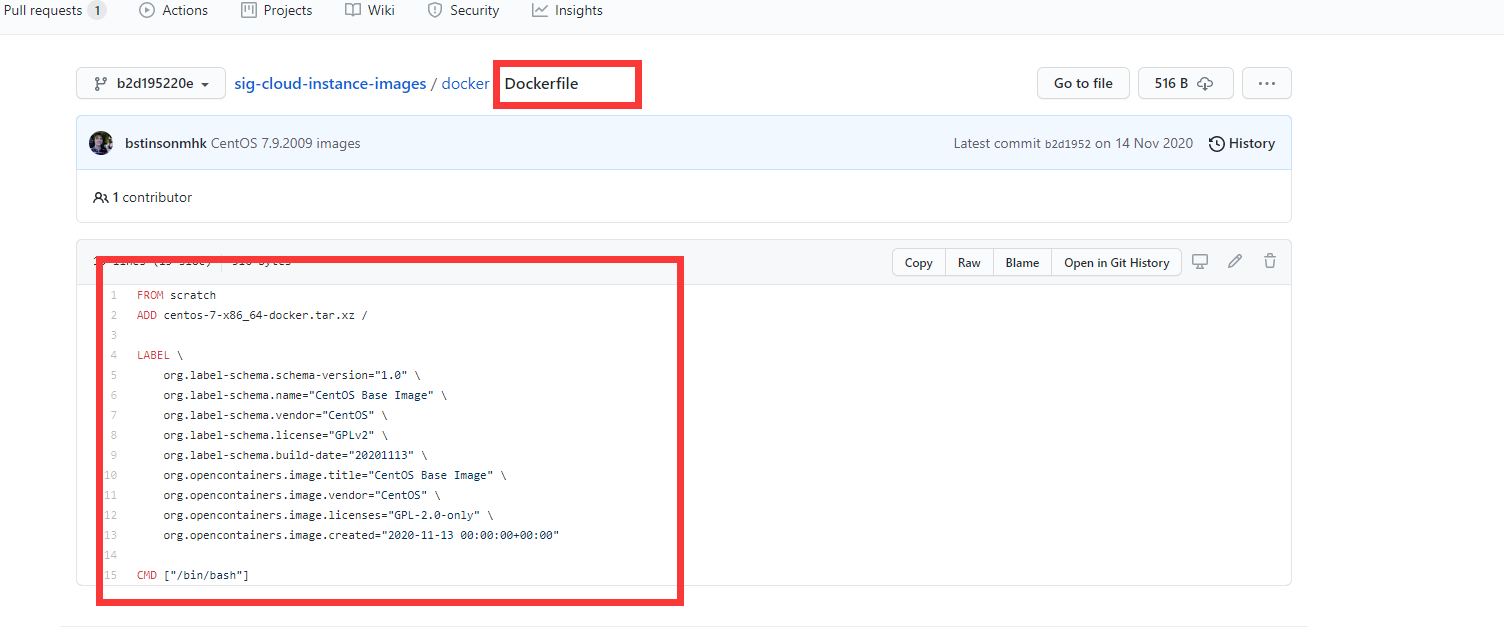 Pull requests 1 Actions Projects Wiki Security Insights
b2d195220e sig-cloud-instance-images / docker Dockerfile Go to file 516 B ...
bstinsonmhk CentOS 7.9.2009 images Latest commit b2d1952 on 14 Nov 2020 History
1 contributor
Copy Raw Blame Open in Git History
1 FROM scratch
2 ADD centos-7-x86_64-docker.tar.xz /
3
4 LABEL \
5 org.label-schema.schema-version="1.0" \
6 org.label-schema.name="CentOS Base Image" \
7 org.label-schema.vendor="CentOS" \
8 org.label-schema.license="GPLv2" \
9 org.label-schema.build-date="20201113" \
10 org.opencontainers.image.title="CentOS Base Image" \
11 org.opencontainers.image.vendor="CentOS" \
12 org.opencontainers.image.licenses="GPL-2.0-only" \
13 org.opencontainers.image.created="2020-11-13 00:00:00+00:00"
14
15 CMD ["/bin/bash"]